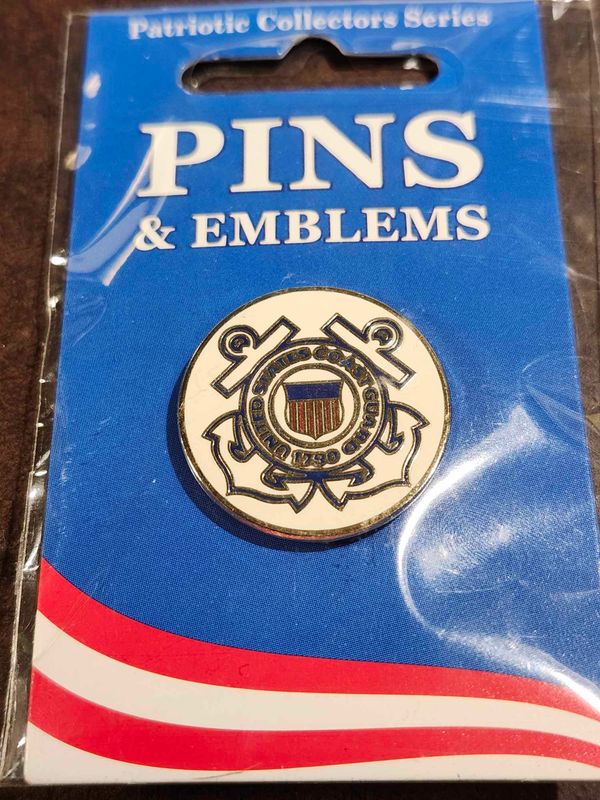 Patriotic Collectors Series
PINS
& EMBLEMS
UNITED STATES COAST GUARD
1790